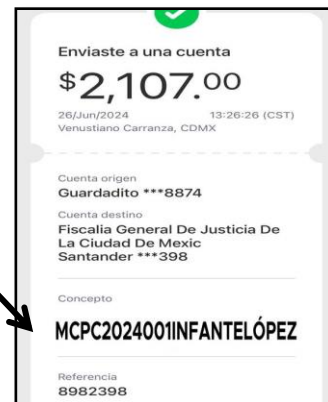 Enviaste a una cuenta
$2,107.00
26/Jun/2024 13:26:26 (CST)
Venustiano Carranza, CDMX
Cuenta origen
Guardadito ***8874
Cuenta destino
Fiscalia General De Justicia De
La Ciudad De Mexic
Santander ***398
Concepto
MCPC2024001INFANTELÓPEZ
Referencia
8982398